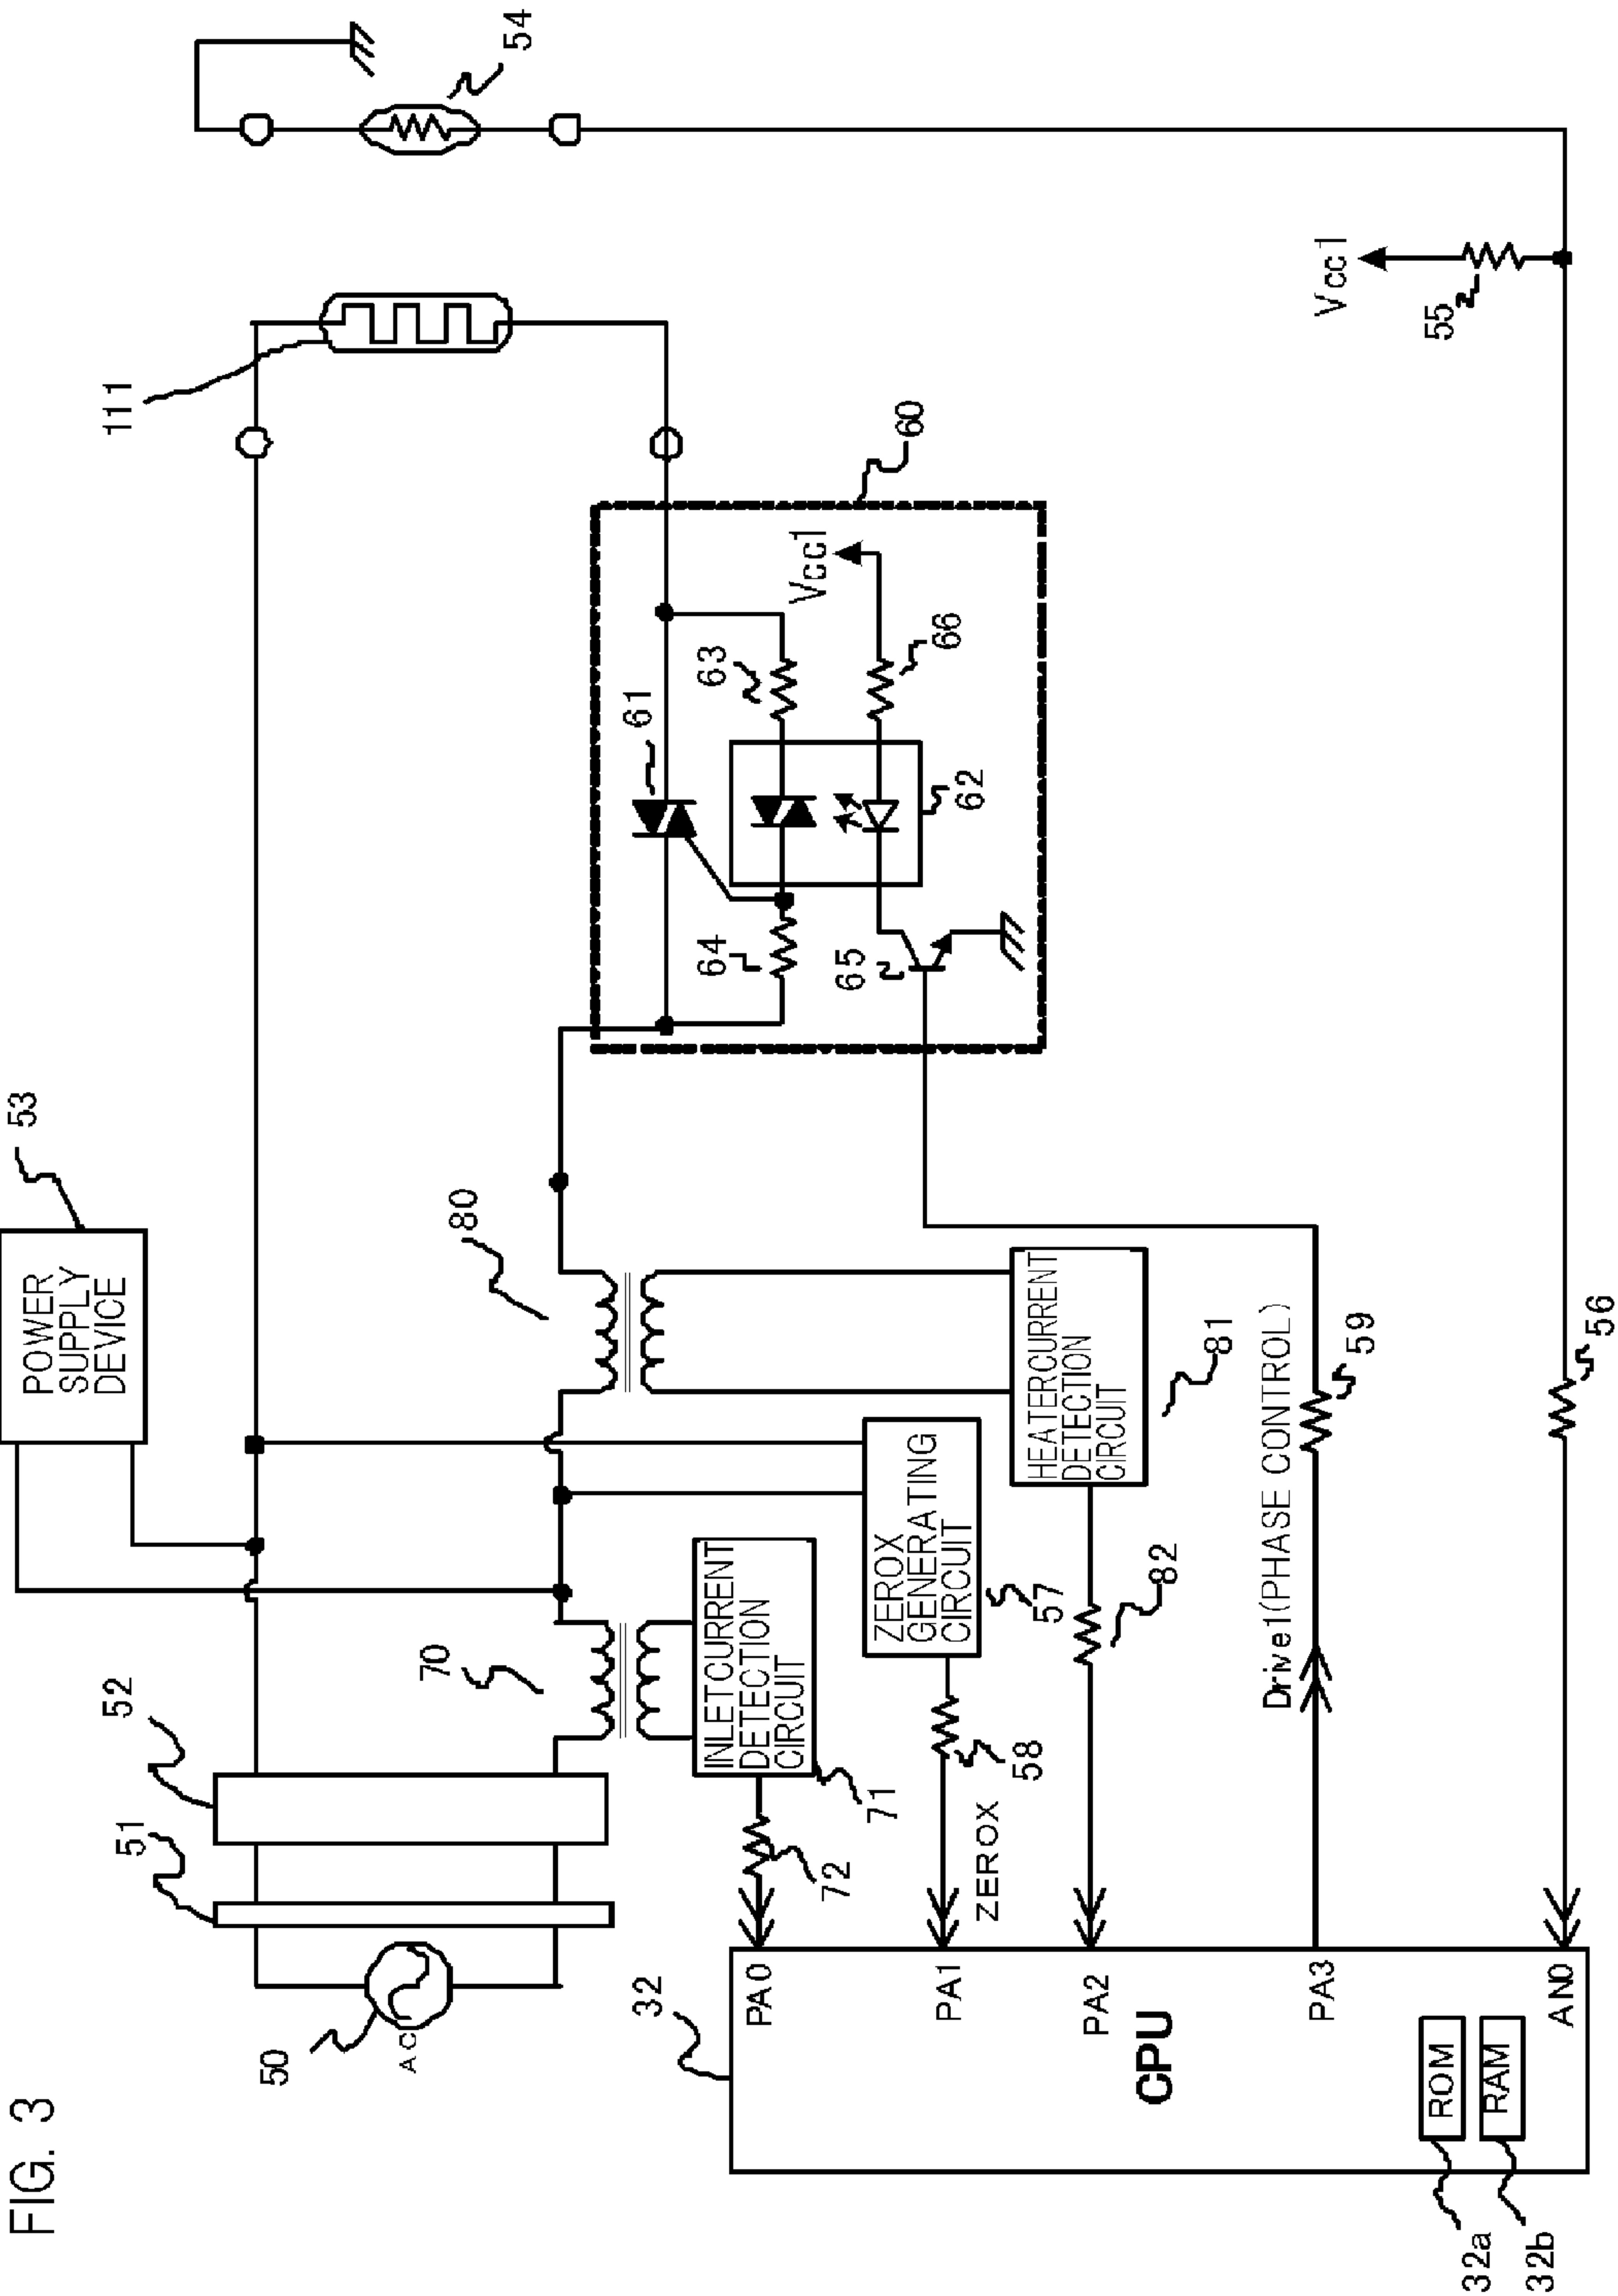 FIG. 3
50
AC
51
52
53
POWER
SUPPLY
DEVICE
70
80
111
54
INLETCURRENT
DETECTION
CIRCUIT
71
72
ZEROX
GENERATING
CIRCUIT
57
58
ZEROX
HEATERCURRENT
DETECTION
CIRCUIT
81
82
60
61
62
63
64
65
66
Vcc1
Vcc1
55
56
59
Drive1(PHASE CONTROL)
32
PA0
PA1
PA2
PA3
AN0
CPU
ROM
RAM
32a
32b